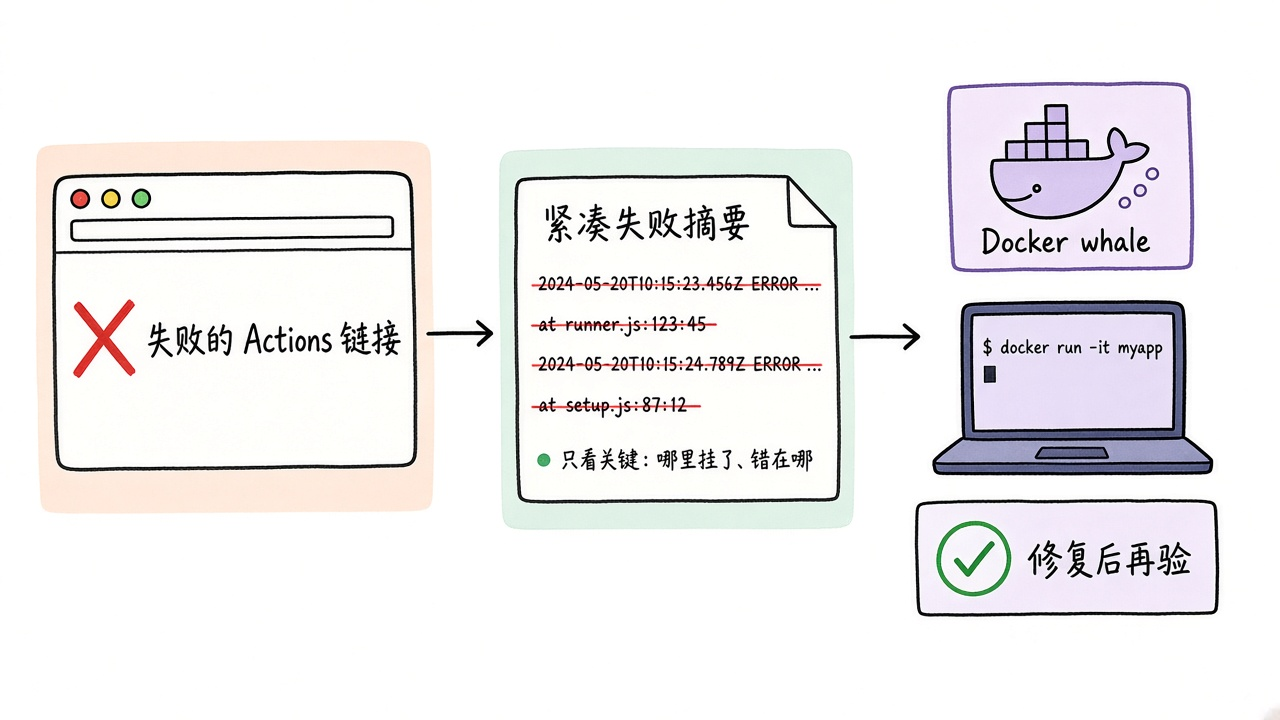 失败的 Actions 链接
紧凑失败摘要
2024-05-20T10:15:23.456Z ERROR ...
at runner.js:123:45
2024-05-20T10:15:24.789Z ERROR ...
at setup.js:87:12
只看关键：哪里挂了、错在哪
Docker whale
$ docker run -it myapp
修复后再验